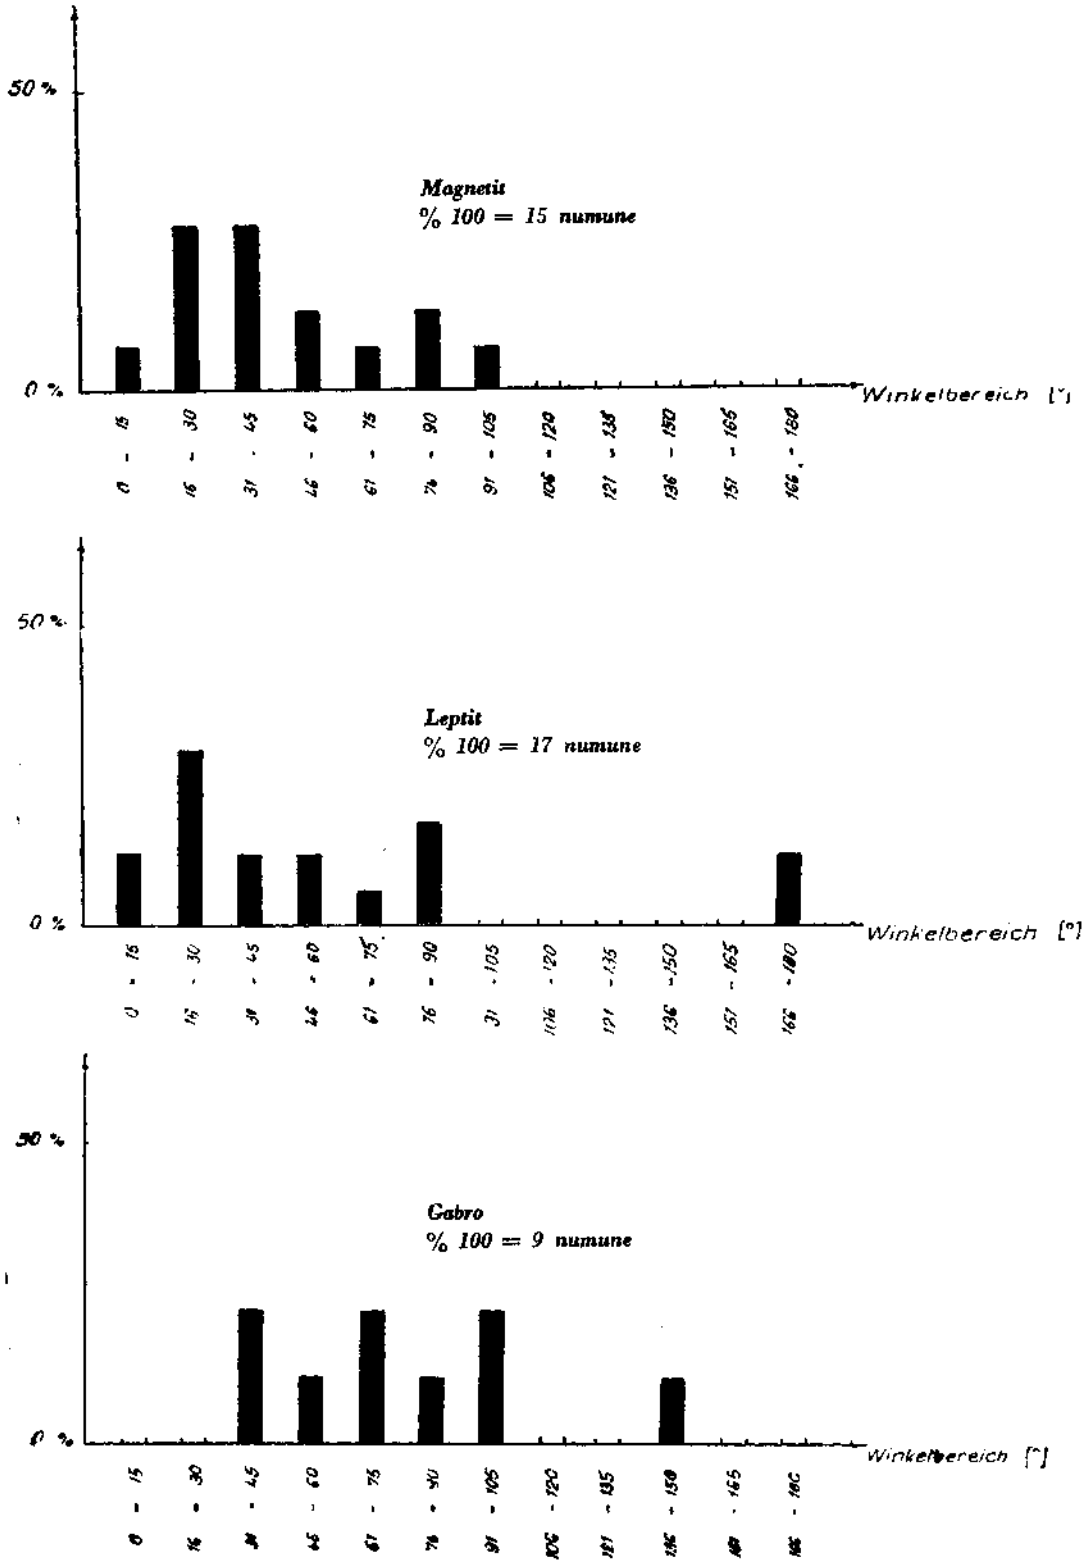 50 %
Magnetit
% 100 = 15 numune
0 %
Winkelbereich [°]
0 - 15
16 - 30
31 - 45
46 - 60
61 - 75
76 - 90
91 - 105
106 - 120
121 - 135
136 - 150
151 - 165
166 - 180
50 %
Leptit
% 100 = 17 numune
0 %
Winkelbereich [°]
0 - 15
16 - 30
31 - 45
46 - 60
61 - 75
76 - 90
31 - 105
106 - 120
121 - 135
136 - 150
151 - 165
166 - 180
50 %
Gabro
% 100 = 9 numune
0 %
Winkelbereich [°]
0 - 15
16 - 30
31 - 45
46 - 60
61 - 75
76 - 90
91 - 105
106 - 120
121 - 135
136 - 150
151 - 165
166 - 180